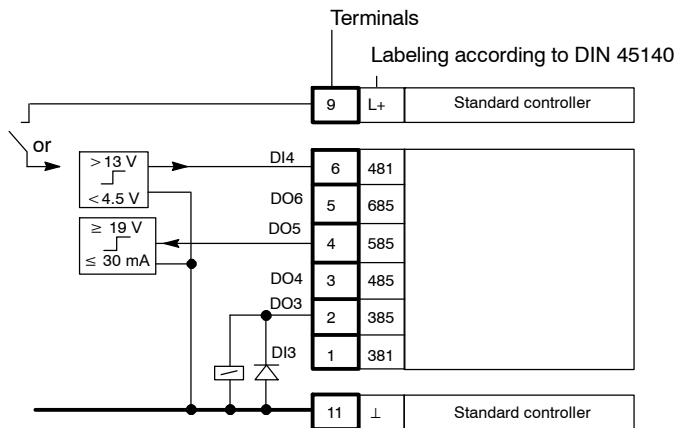 Terminals
Labeling according to DIN 45140
9 L+ Standard controller
or
> 13 V
< 4.5 V
DI4 6 481
DO6 5 685
≥ 19 V
≤ 30 mA
DO5 4 585
DO4 3 485
DO3 2 385
DI3 1 381
11 ⊥ Standard controller